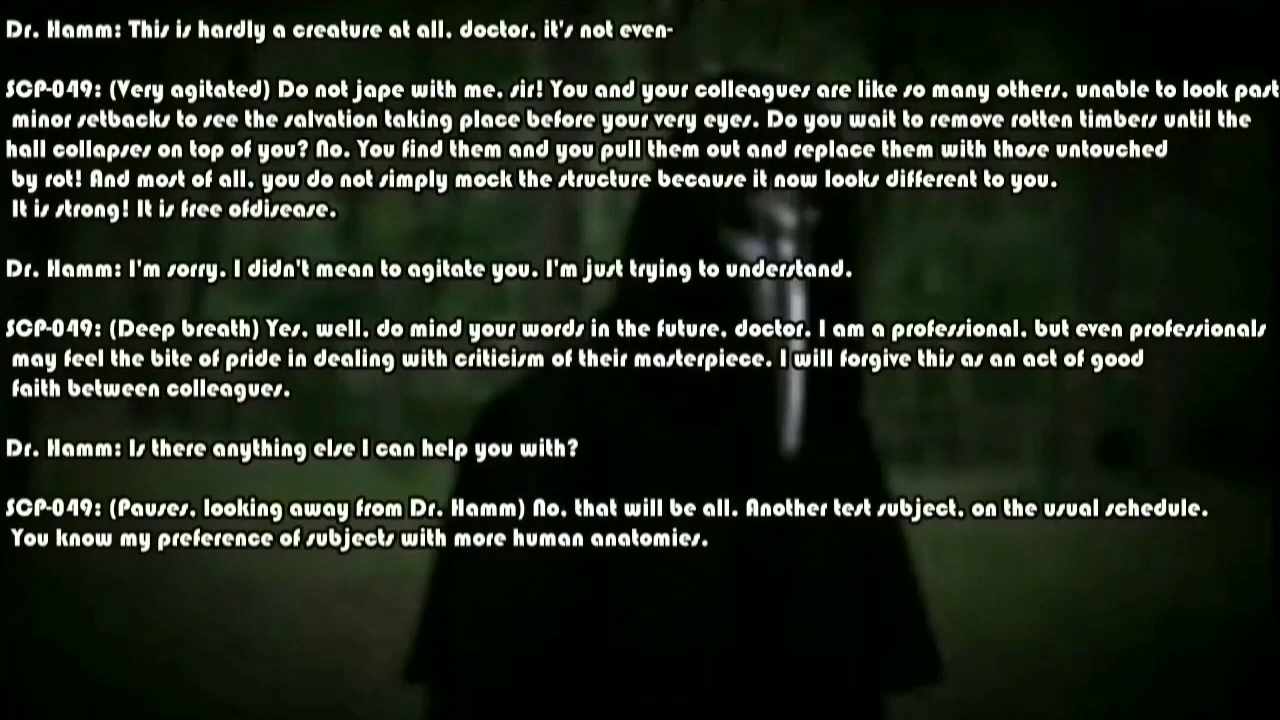 Dr. Hamm: This is hardly a creature at all, doctor, it's not even-
SCP-049: (Very agitated) Do not jape with me, sir! You and your colleagues are like so many others, unable to look past
minor setbacks to see the salvation taking place before your very eyes. Do you wait to remove rotten timbers until the
hall collapses on top of you? No. You find them and you pull them out and replace them with those untouched
by rot! And most of all, you do not simply mock the structure because it now looks different to you.
It is strong! It is free ofdisease.
Dr. Hamm: I'm sorry. I didn't mean to agitate you. I'm just trying to understand.
SCP-049: (Deep breath) Yes, well, do mind your words in the future, doctor. I am a professional, but even professionals
may feel the bite of pride in dealing with criticism of their masterpiece. I will forgive this as an act of good
faith between colleagues.
Dr. Hamm: Is there anything else I can help you with?
SCP-049: (Pauses, looking away from Dr. Hamm) No, that will be all. Another test subject, on the usual schedule.
You know my preference of subjects with more human anatomies.